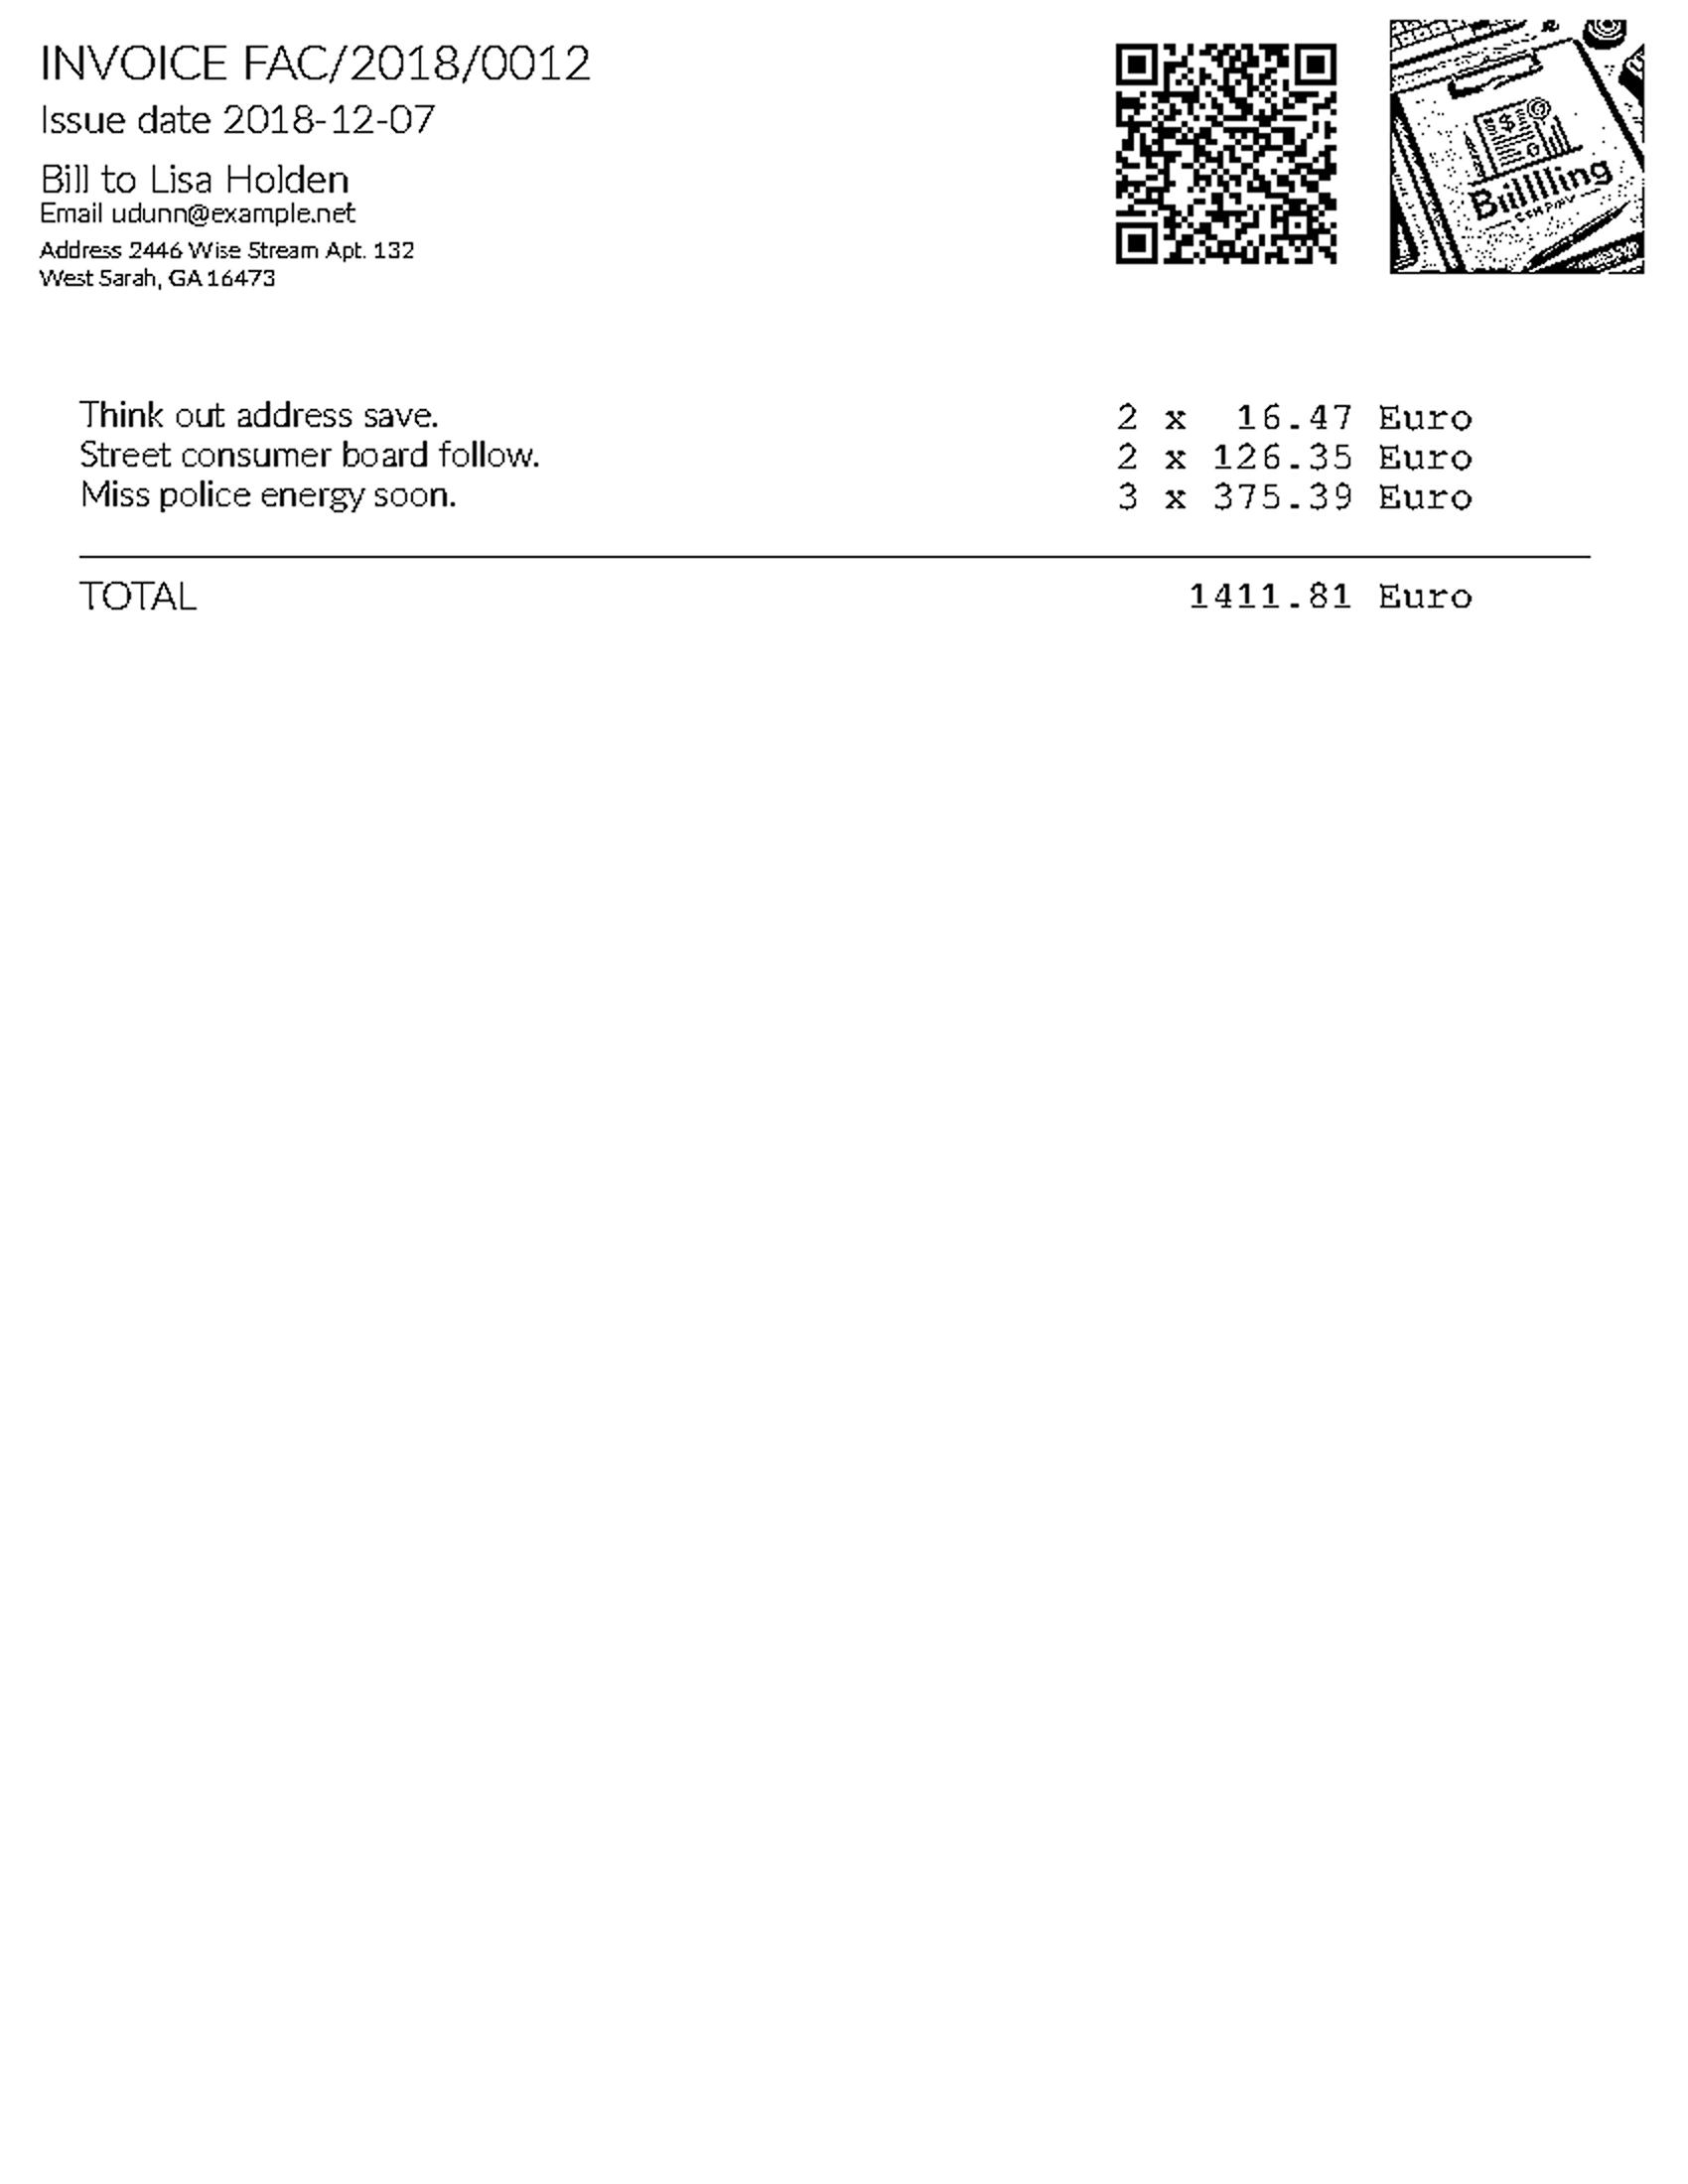 INVOICE FAC/2018/0012
Issue date 2018-12-07
Bill to Lisa Holden
Email udunn@example.net
Address 2446 Wise Stream Apt. 132
West Sarah, GA 16473
Billlling
Think out address save. 2 x 16.47 Euro
Street consumer board follow. 2 x 126.35 Euro
Miss police energy soon. 3 x 375.39 Euro
TOTAL 1411.81 Euro